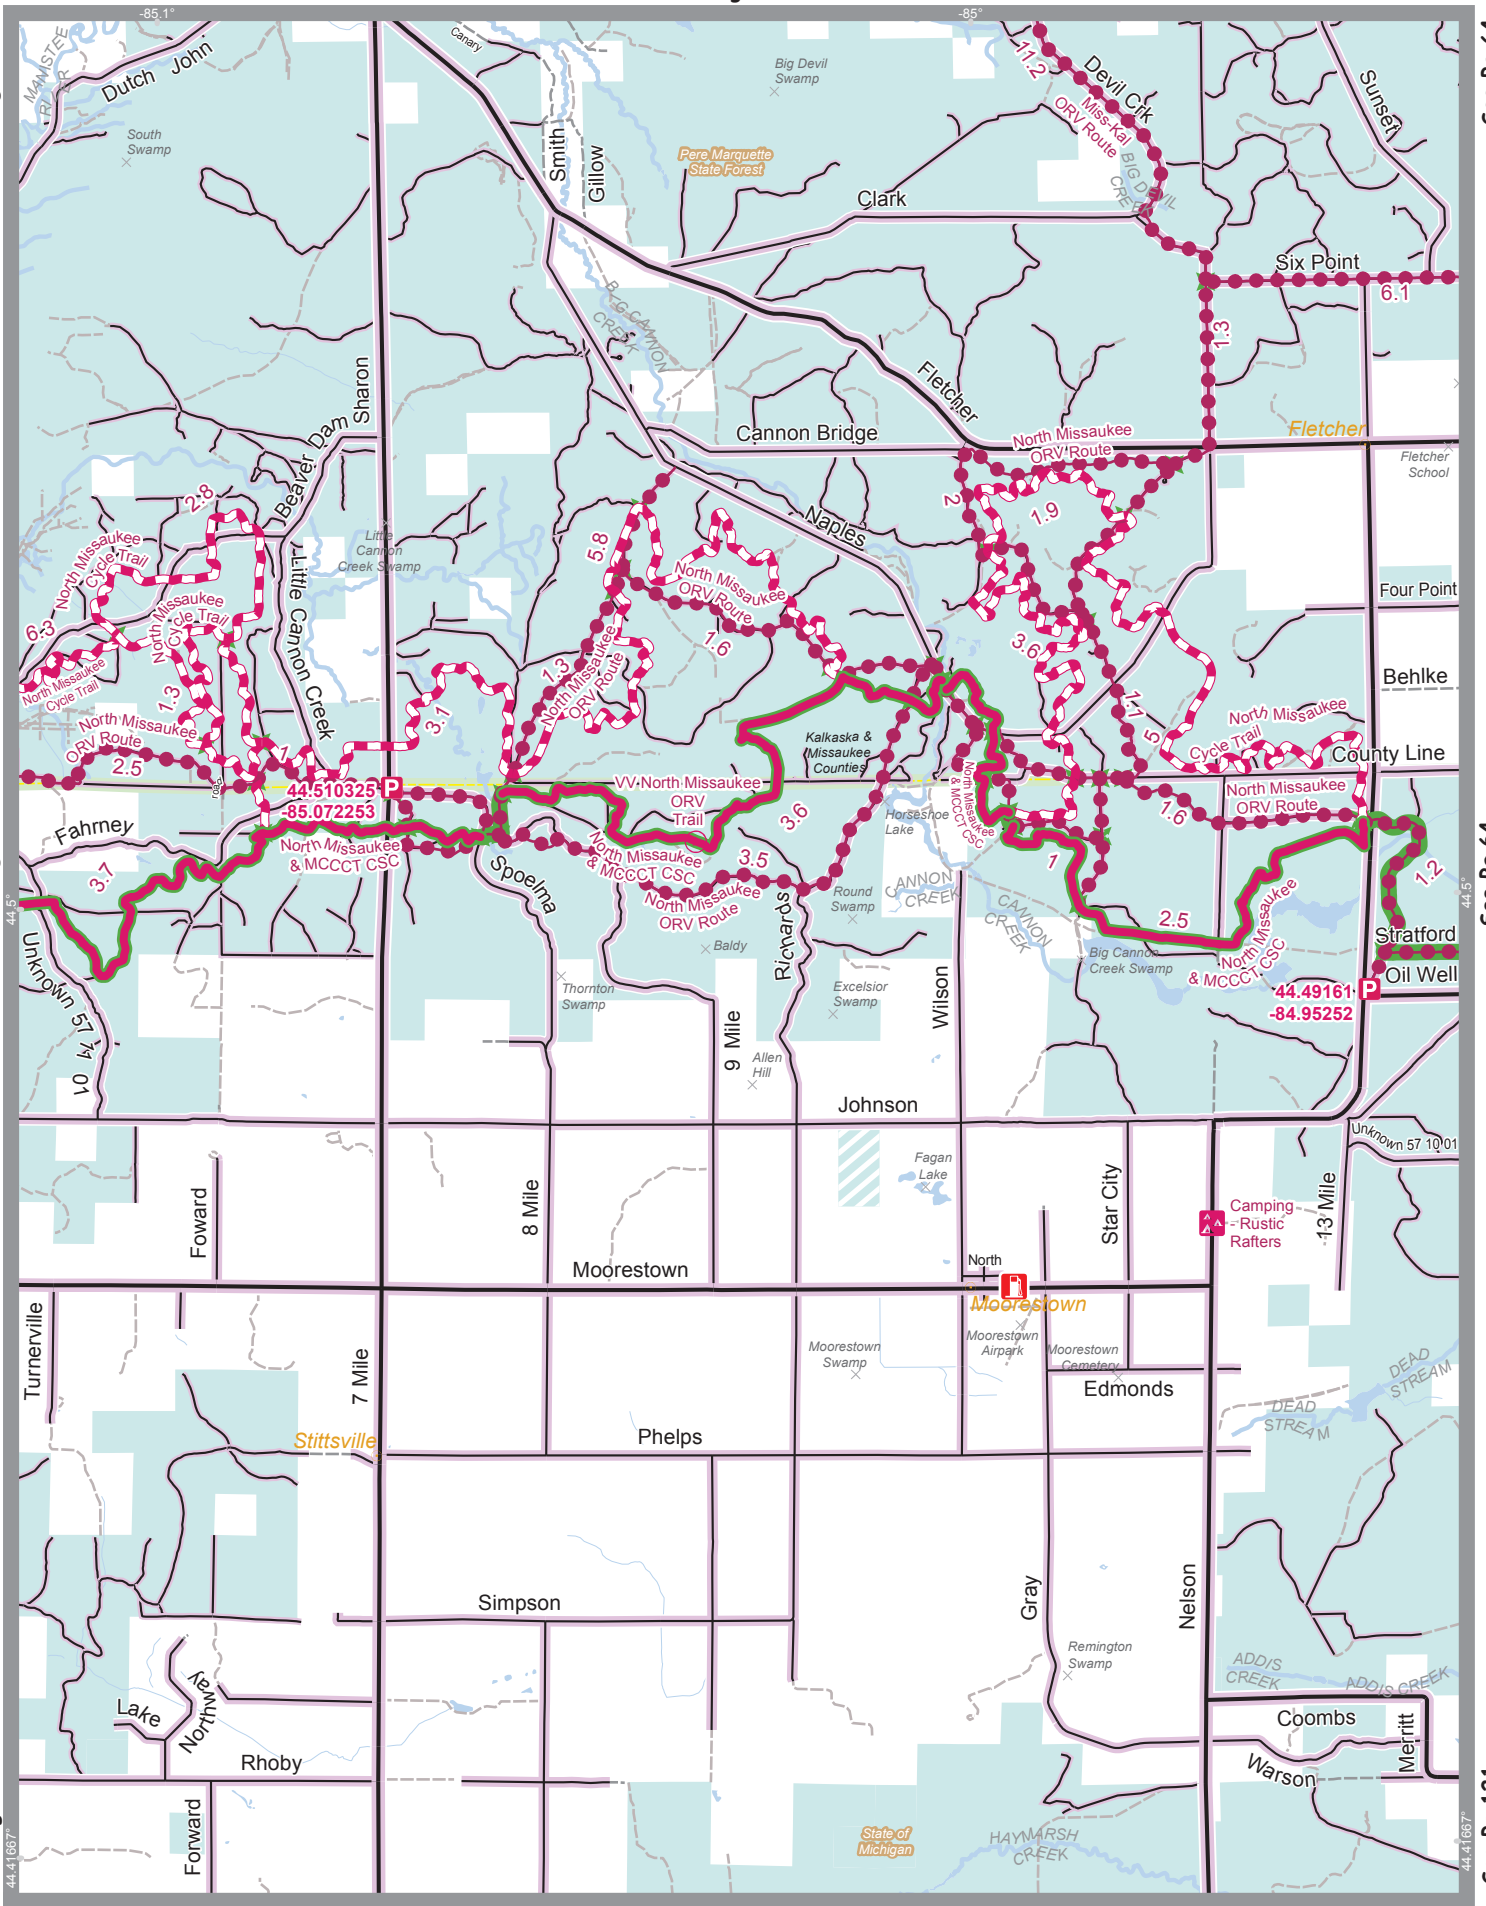 -85.1°
-85°
MANISTEE
RIVER
Dutch John
South
Swamp
Canary
Smith
Gillow
Big Devil
Swamp
Pere Marquette
State Forest
11.2
Devil Crk
Miss-Kal
ORV Route
BIG DEVIL
CREEK
Sunset
Clark
Six Point
6.1
1.3
BIG CANNON
CREEK
Sharon
Fletcher
Cannon Bridge
North Missaukee
ORV Route
Fletcher
Fletcher
School
Beaver Dam
2.8
Little
Cannon
Creek Swamp
Naples
2
1.9
5.8
North Missaukee
Cycle Trail
North Missaukee
Cycle Trail
6.3
North Missaukee
Cycle Trail
Little Cannon Creek
North Missaukee
ORV Route
1.6
1.3
North Missaukee
ORV Route
3.6
Four Point
Behlke
1.3
North Missaukee
ORV Route
2.5
1
3.1
1.1
5
North Missaukee
Cycle Trail
County Line
Kalkaska &
Missaukee
Counties
44.510325
-85.072253
P
VV-North Missaukee
ORV
Trail
3.6
North Missaukee
& MCCCT CSC
Horseshoe
Lake
1.6
North Missaukee
ORV Route
Fahrney
3.7
North Missaukee
& MCCCT CSC
Spoelma
North Missaukee
& MCCCT CSC
3.5
North Missaukee
ORV Route
1
1.2
44.5°
44.5°
Round
Swamp
CANNON
CREEK
CANNON
CREEK
2.5
North Missaukee
& MCCCT CSC
Stratford
Oil Well
Baldy
Richards
Big Cannon
Creek Swamp
Unknown 57 71 01
Thornton
Swamp
Excelsior
Swamp
Wilson
44.49161
-84.95252
P
9 Mile
Allen
Hill
Johnson
Unknown 57 10 01
Fagan
Lake
Foward
8 Mile
Star City
Camping
- Rustic
Rafters
13 Mile
Moorestown
North
Moorestown
Turnerville
7 Mile
Moorestown
Swamp
Moorestown
Airpark
Moorestown
Cemetery
Edmonds
DEAD
STREAM
DEAD
STREAM
Stittsville
Phelps
Simpson
Gray
Nelson
Remington
Swamp
ADDIS
CREEK
ADDIS CREEK
Lake
Northway
Coombs
Merritt
Warson
Rhoby
Forward
State of
Michigan
HAYMARSH
CREEK
44.41667°
44.41667°